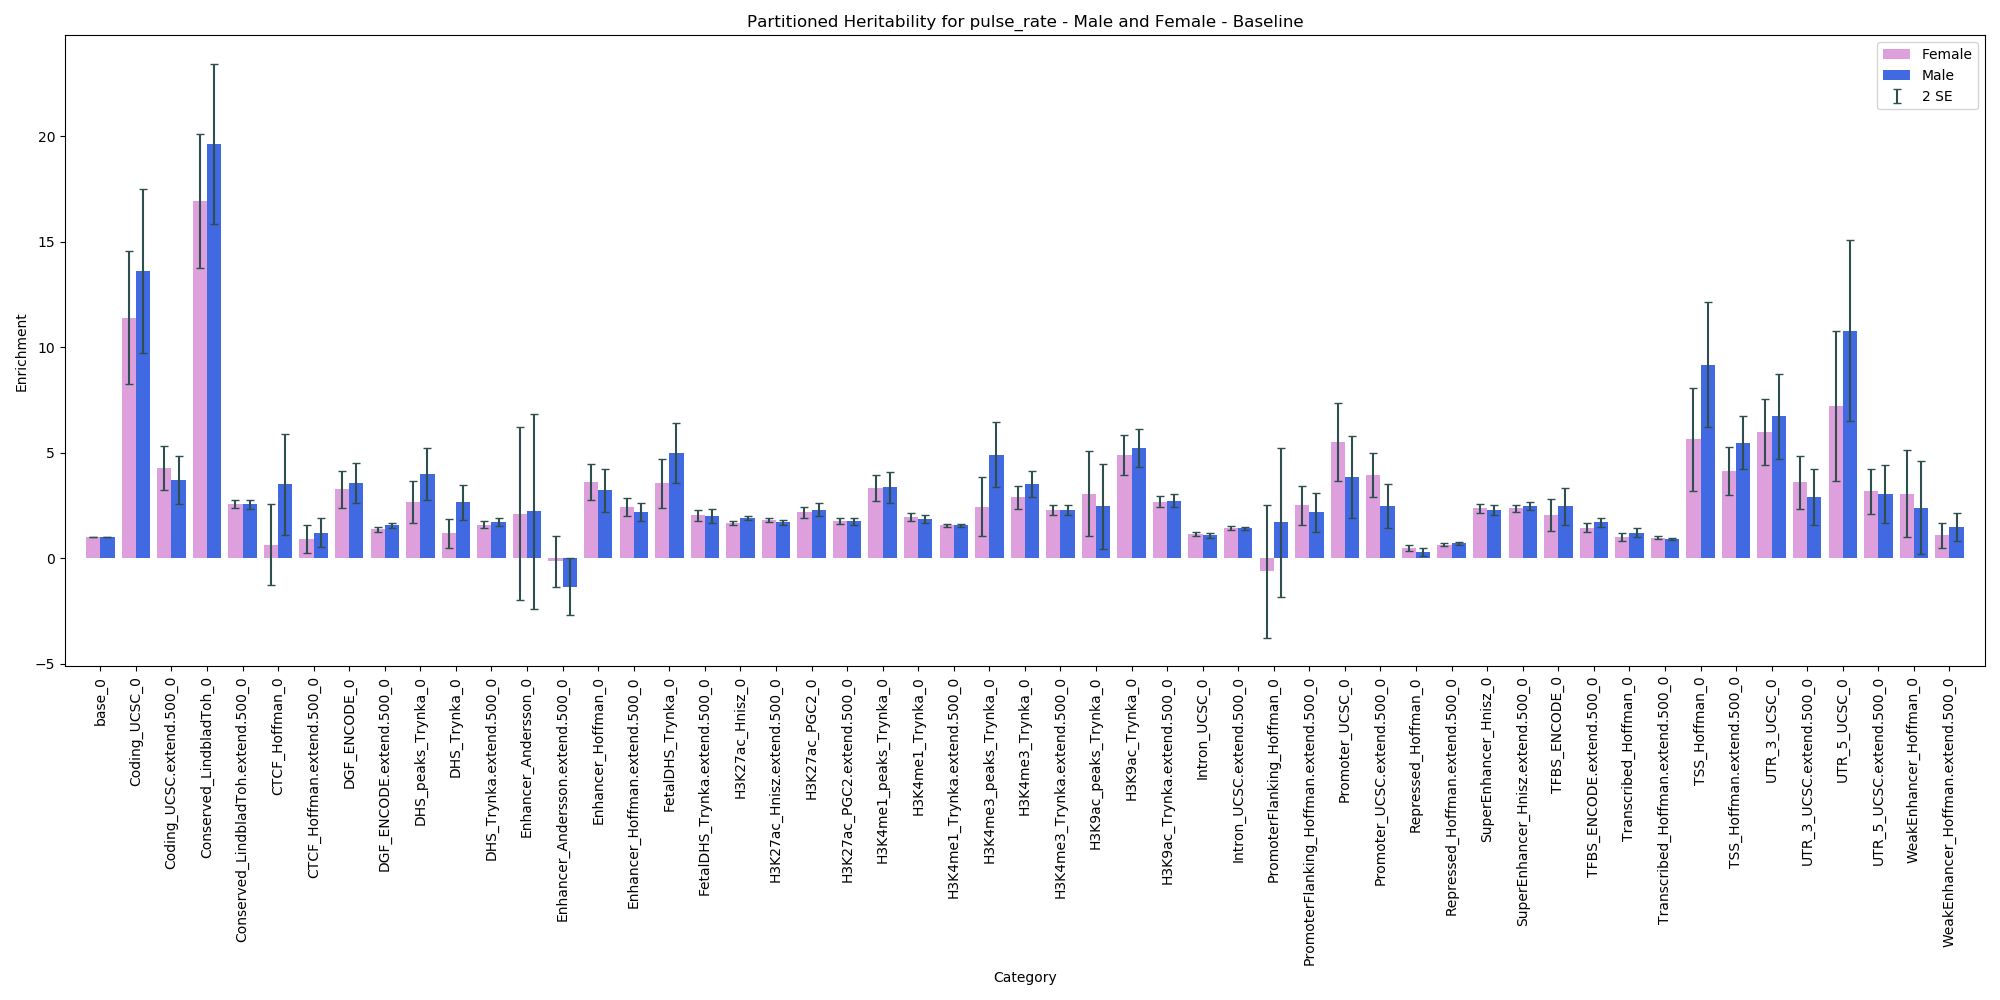 Partitioned Heritability for pulse_rate - Male and Female - Baseline
Female
Male
2 SE
Enrichment
20
15
10
5
0
−5
base_0
Coding_UCSC_0
Coding_UCSC.extend.500_0
Conserved_LindbladToh_0
Conserved_LindbladToh.extend.500_0
CTCF_Hoffman_0
CTCF_Hoffman.extend.500_0
DGF_ENCODE_0
DGF_ENCODE.extend.500_0
DHS_peaks_Trynka_0
DHS_Trynka_0
DHS_Trynka.extend.500_0
Enhancer_Andersson_0
Enhancer_Andersson.extend.500_0
Enhancer_Hoffman_0
Enhancer_Hoffman.extend.500_0
FetalDHS_Trynka_0
FetalDHS_Trynka.extend.500_0
H3K27ac_Hnisz_0
H3K27ac_Hnisz.extend.500_0
H3K27ac_PGC2_0
H3K27ac_PGC2.extend.500_0
H3K4me1_peaks_Trynka_0
H3K4me1_Trynka_0
H3K4me1_Trynka.extend.500_0
H3K4me3_peaks_Trynka_0
H3K4me3_Trynka_0
H3K4me3_Trynka.extend.500_0
H3K9ac_peaks_Trynka_0
H3K9ac_Trynka_0
H3K9ac_Trynka.extend.500_0
Intron_UCSC_0
Intron_UCSC.extend.500_0
PromoterFlanking_Hoffman_0
PromoterFlanking_Hoffman.extend.500_0
Promoter_UCSC_0
Promoter_UCSC.extend.500_0
Repressed_Hoffman_0
Repressed_Hoffman.extend.500_0
SuperEnhancer_Hnisz_0
SuperEnhancer_Hnisz.extend.500_0
TFBS_ENCODE_0
TFBS_ENCODE.extend.500_0
Transcribed_Hoffman_0
Transcribed_Hoffman.extend.500_0
TSS_Hoffman_0
TSS_Hoffman.extend.500_0
UTR_3_UCSC_0
UTR_3_UCSC.extend.500_0
UTR_5_UCSC_0
UTR_5_UCSC.extend.500_0
WeakEnhancer_Hoffman_0
WeakEnhancer_Hoffman.extend.500_0
Category